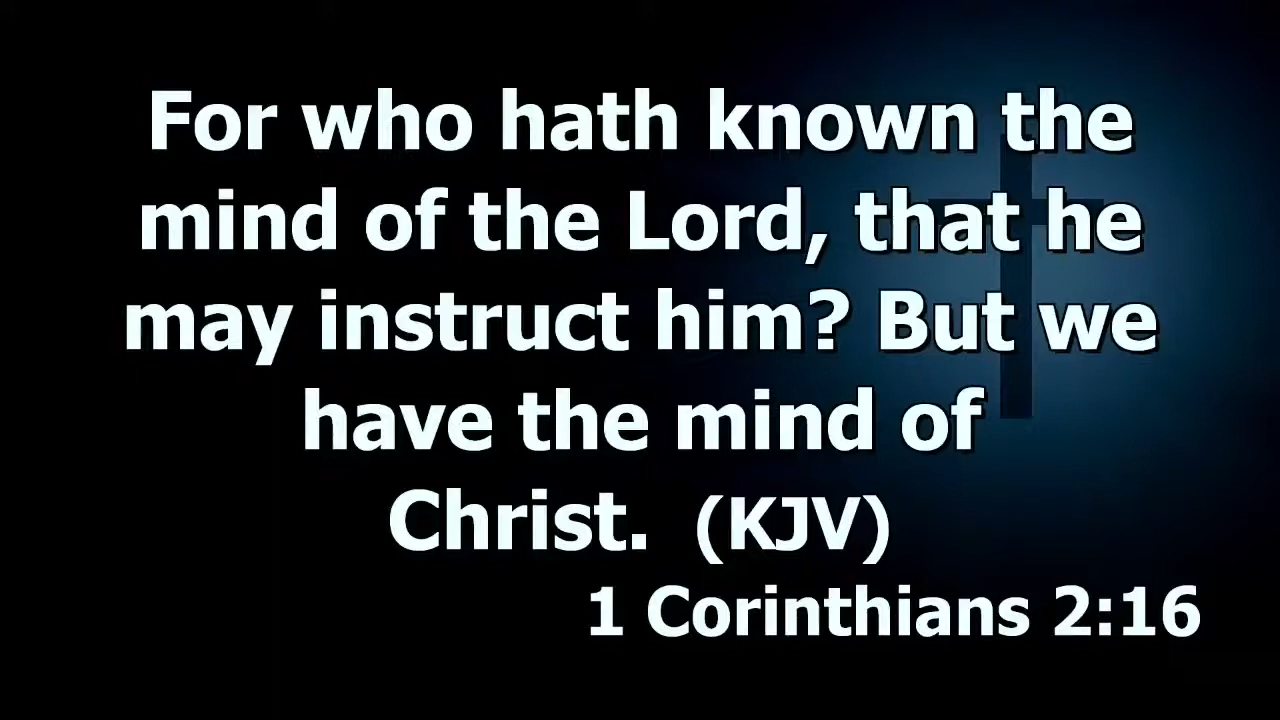 For who hath known the
mind of the Lord, that he
may instruct him? But we
have the mind of
Christ. (KJV)
1 Corinthians 2:16